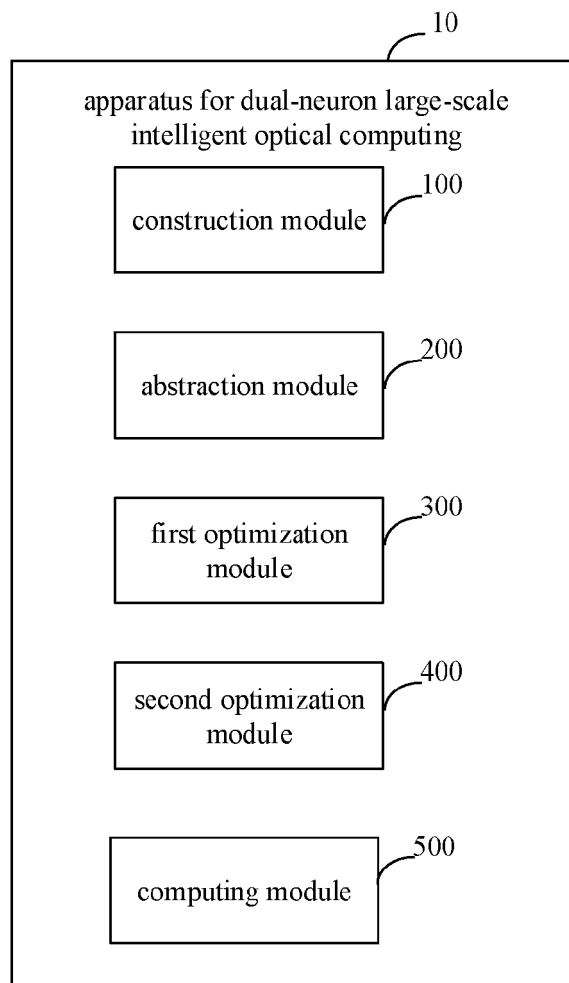 10
apparatus for dual-neuron large-scale
intelligent optical computing
100
construction module
200
abstraction module
300
first optimization
module
400
second optimization
module
500
computing module